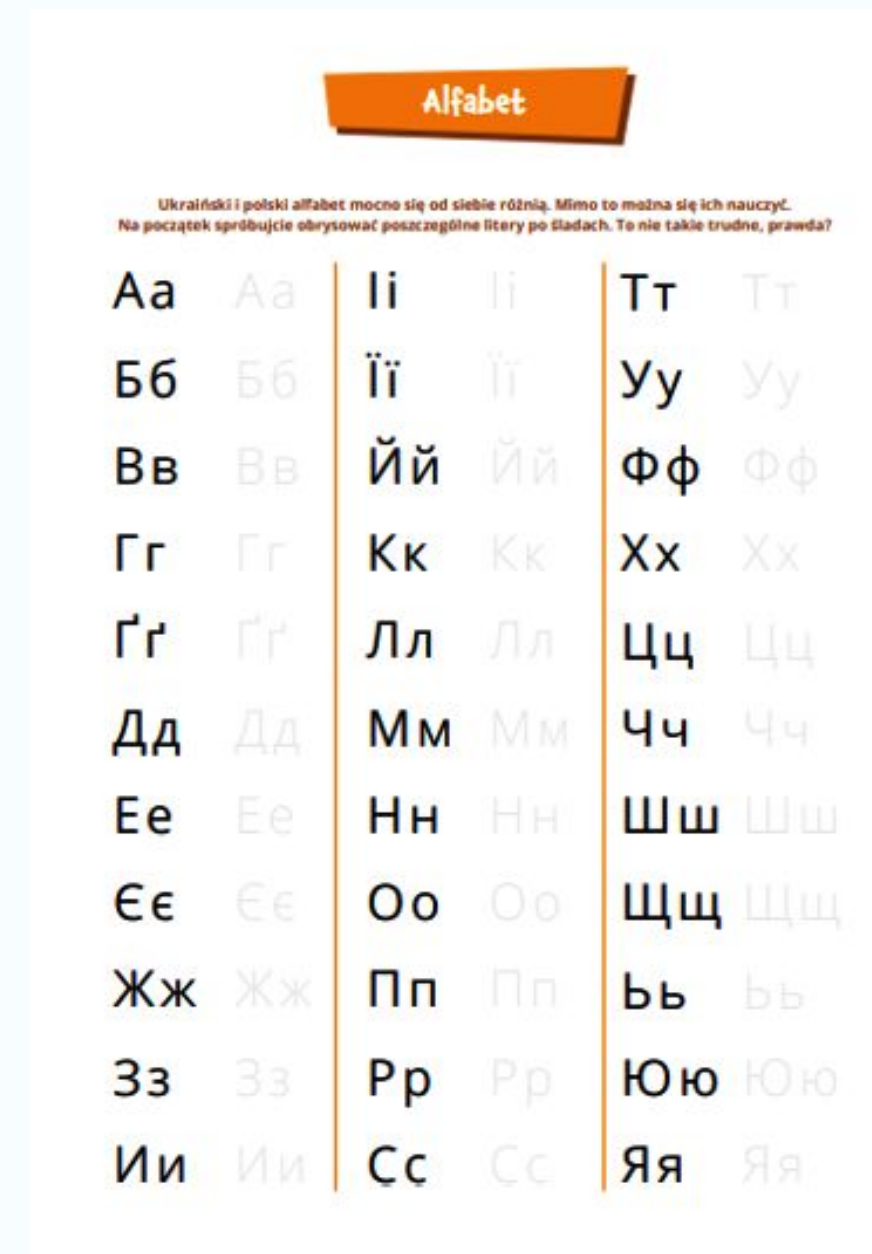 Alfabet
Ukraiński i polski alfabet mocno się od siebie różnią. Mimo to można się ich nauczyć.
Na początek spróbujcie obrysować poszczególne litery po śladach. To nie takie trudne, prawda?
Аа Аа
Бб Бб
Вв Вв
Гг Гг
Ґґ Ґґ
Дд Дд
Ее Ее
Єє Єє
Жж Жж
Зз Зз
Ии Ии
Іі Іі
Її Її
Йй Йй
Кк Кк
Лл Лл
Мм Мм
Нн Нн
Оо Оо
Пп Пп
Рр Рр
Сс Сс
Тт Тт
Уу Уу
Фф Фф
Хх Хх
Цц Цц
Чч Чч
Шш Шш
Щщ Щщ
Ьь Ьь
Юю Юю
Яя Яя